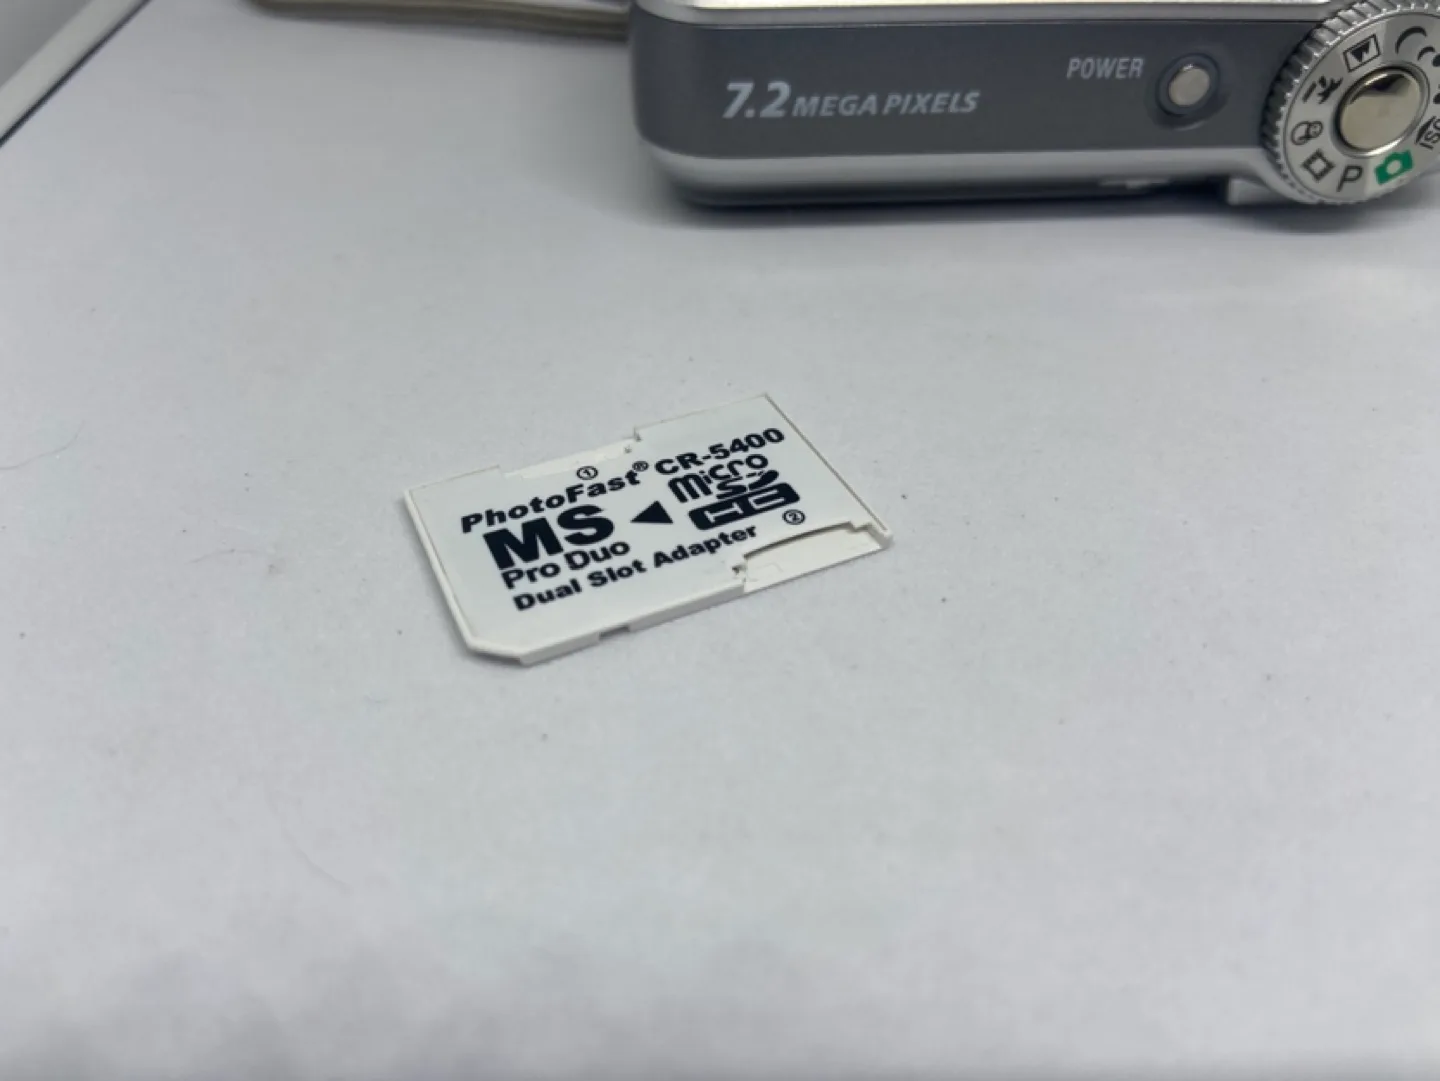 7.2 MEGA PIXELS
POWER
P
ISO
①
PhotoFast® CR-5400
MS ◀ micro SD HC
Pro Duo
②
Dual Slot Adapter